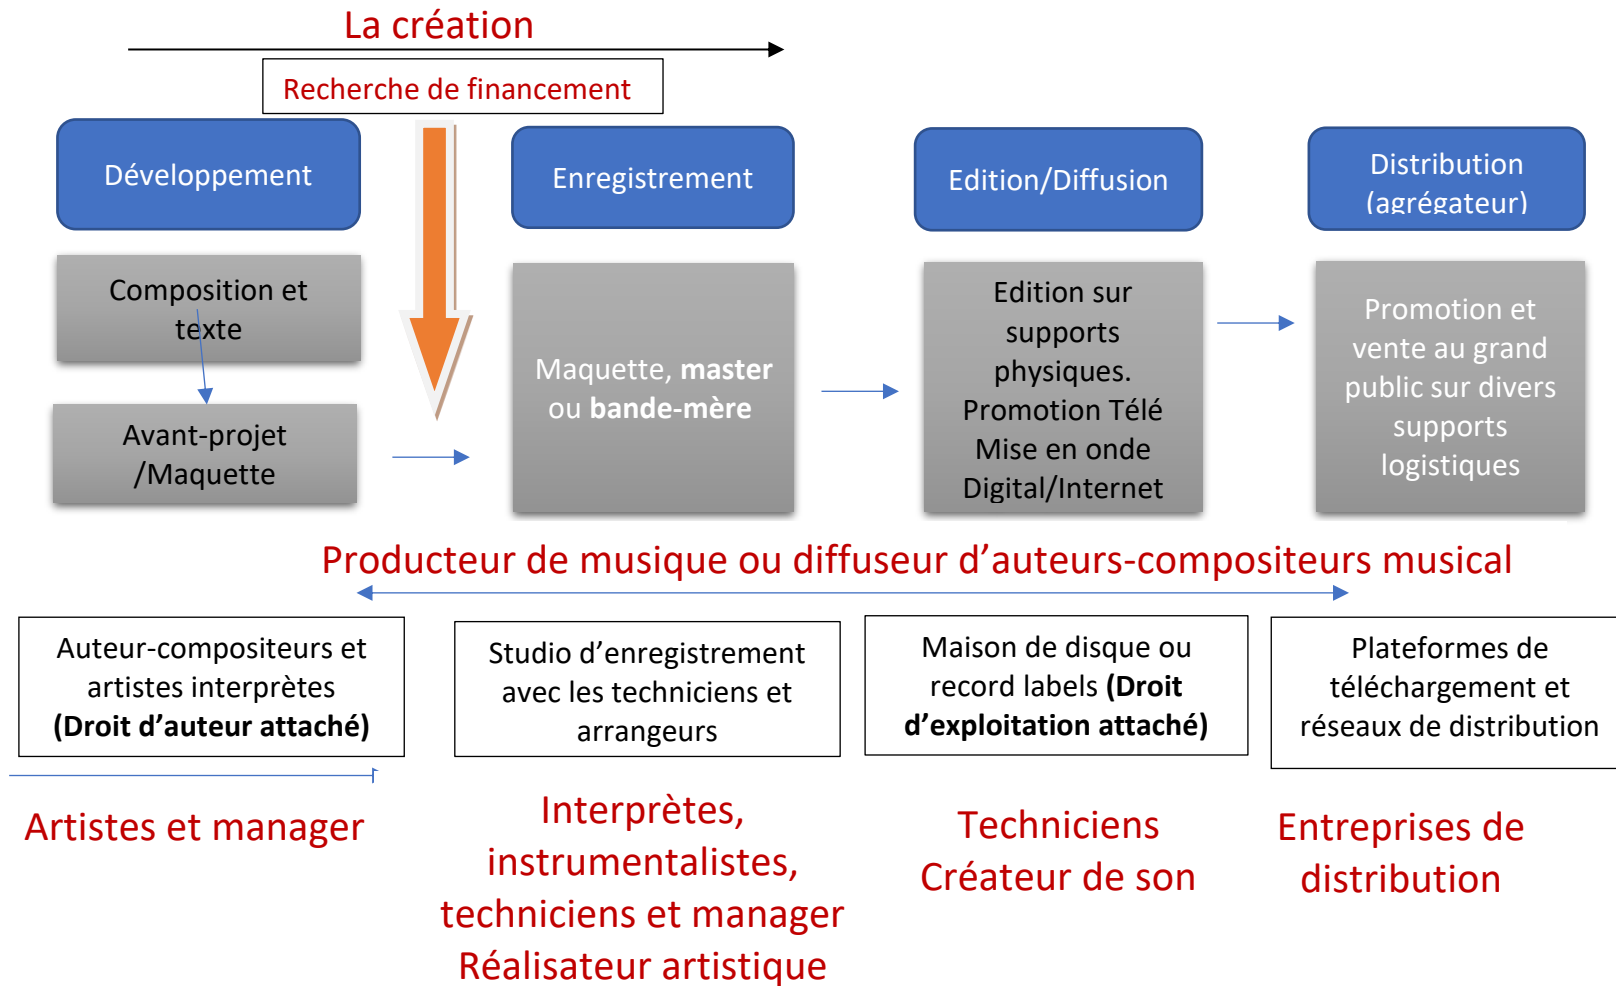 La création
Recherche de financement
Développement
Enregistrement
Edition/Diffusion
Distribution
(agrégateur)
Composition et
texte
Avant-projet
/Maquette
Maquette, master
ou bande-mère
Edition sur
supports
physiques.
Promotion Télé
Mise en onde
Digital/Internet
Promotion et
vente au grand
public sur divers
supports
logistiques
Producteur de musique ou diffuseur d’auteurs-compositeurs musical
Auteur-compositeurs et
artistes interprètes
(Droit d’auteur attaché)
Studio d’enregistrement
avec les techniciens et
arrangeurs
Maison de disque ou
record labels (Droit
d’exploitation attaché)
Plateformes de
téléchargement et
réseaux de distribution
Artistes et manager
Interprètes,
instrumentalistes,
techniciens et manager
Réalisateur artistique
Techniciens
Créateur de son
Entreprises de
distribution